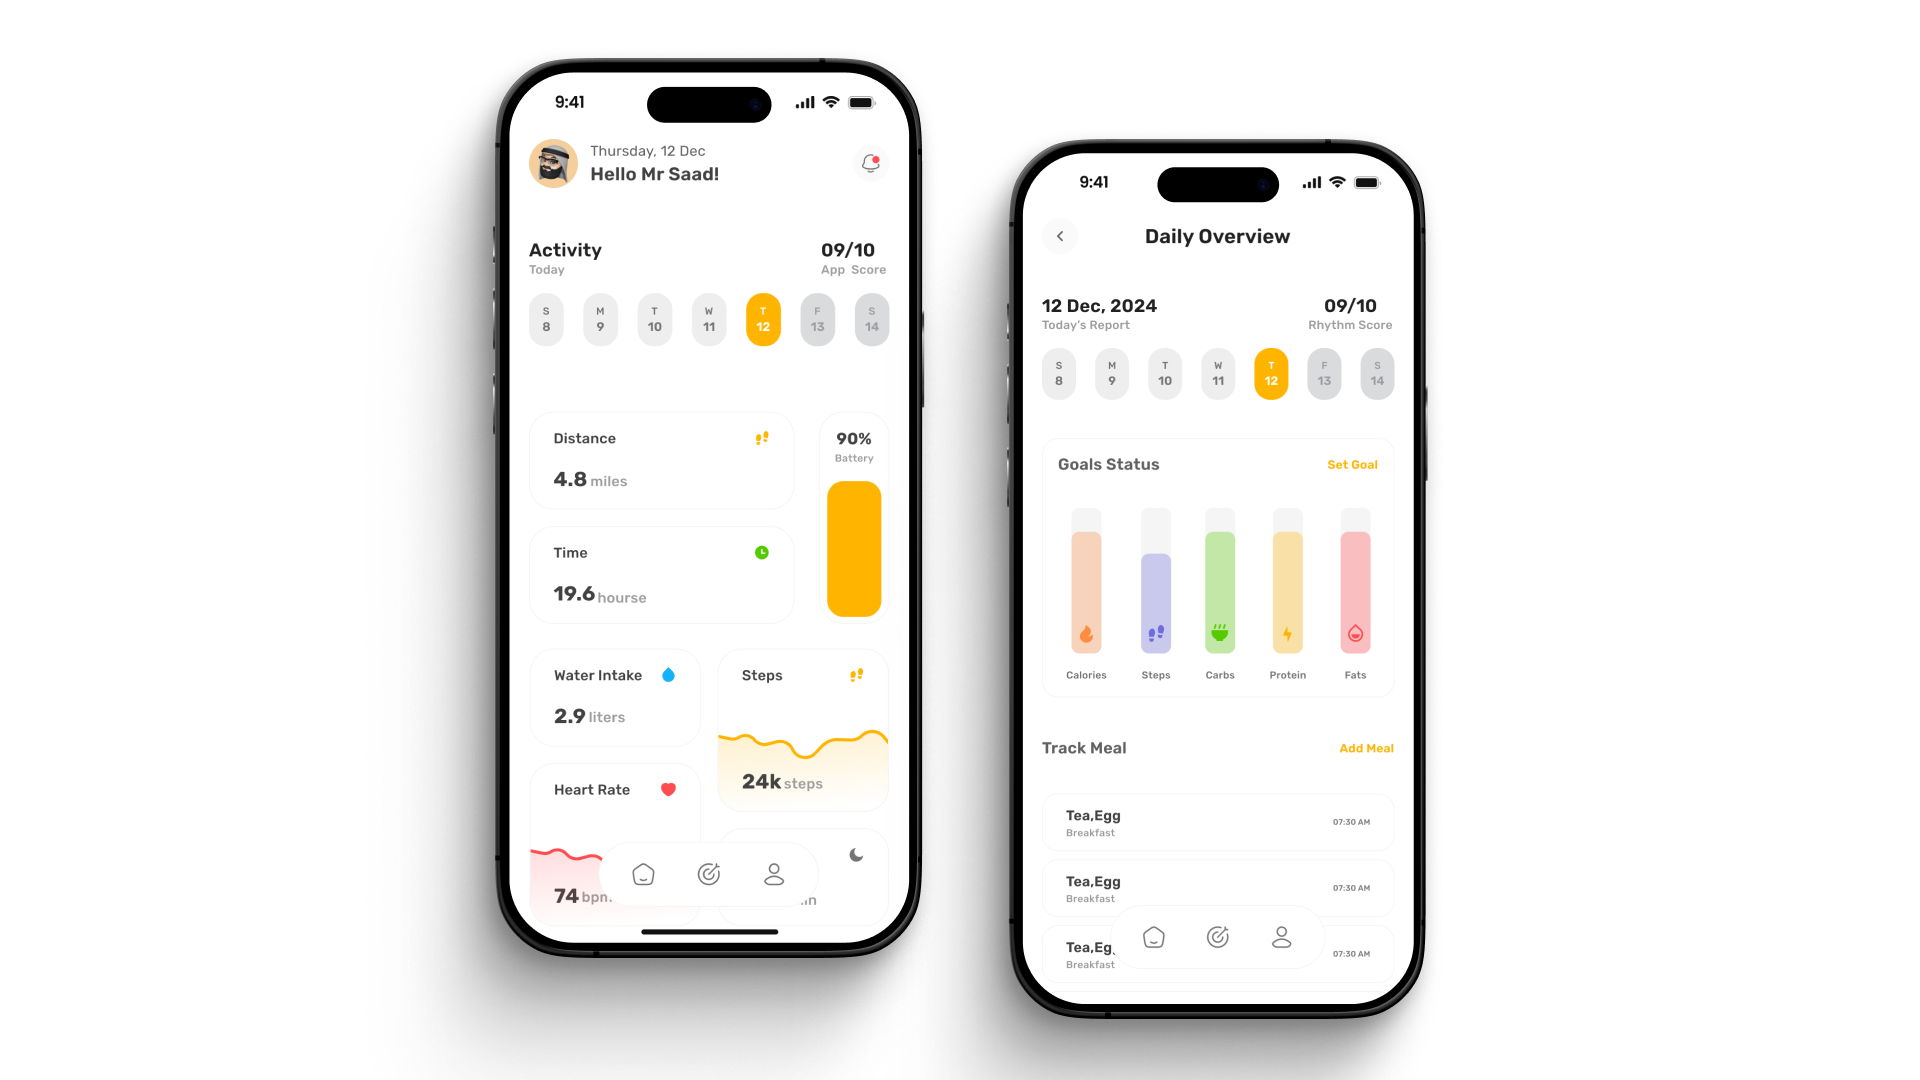 9:41
Thursday, 12 Dec
Hello Mr Saad!
Activity
Today
09/10
App Score
S M T W T F S
8 9 10 11 12 13 14
Distance
4.8 miles
90%
Battery
Time
19.6 hourse
Water Intake
2.9 liters
Steps
24k steps
Heart Rate
74 bpm
9:41
Daily Overview
12 Dec, 2024
Today's Report
09/10
Rhythm Score
S M T W T F S
8 9 10 11 12 13 14
Goals Status
Set Goal
Calories Steps Carbs Protein Fats
Track Meal
Add Meal
Tea,Egg
Breakfast
07:30 AM
Tea,Egg
Breakfast
07:30 AM
Tea,Eg
Breakfast
07:30 AM